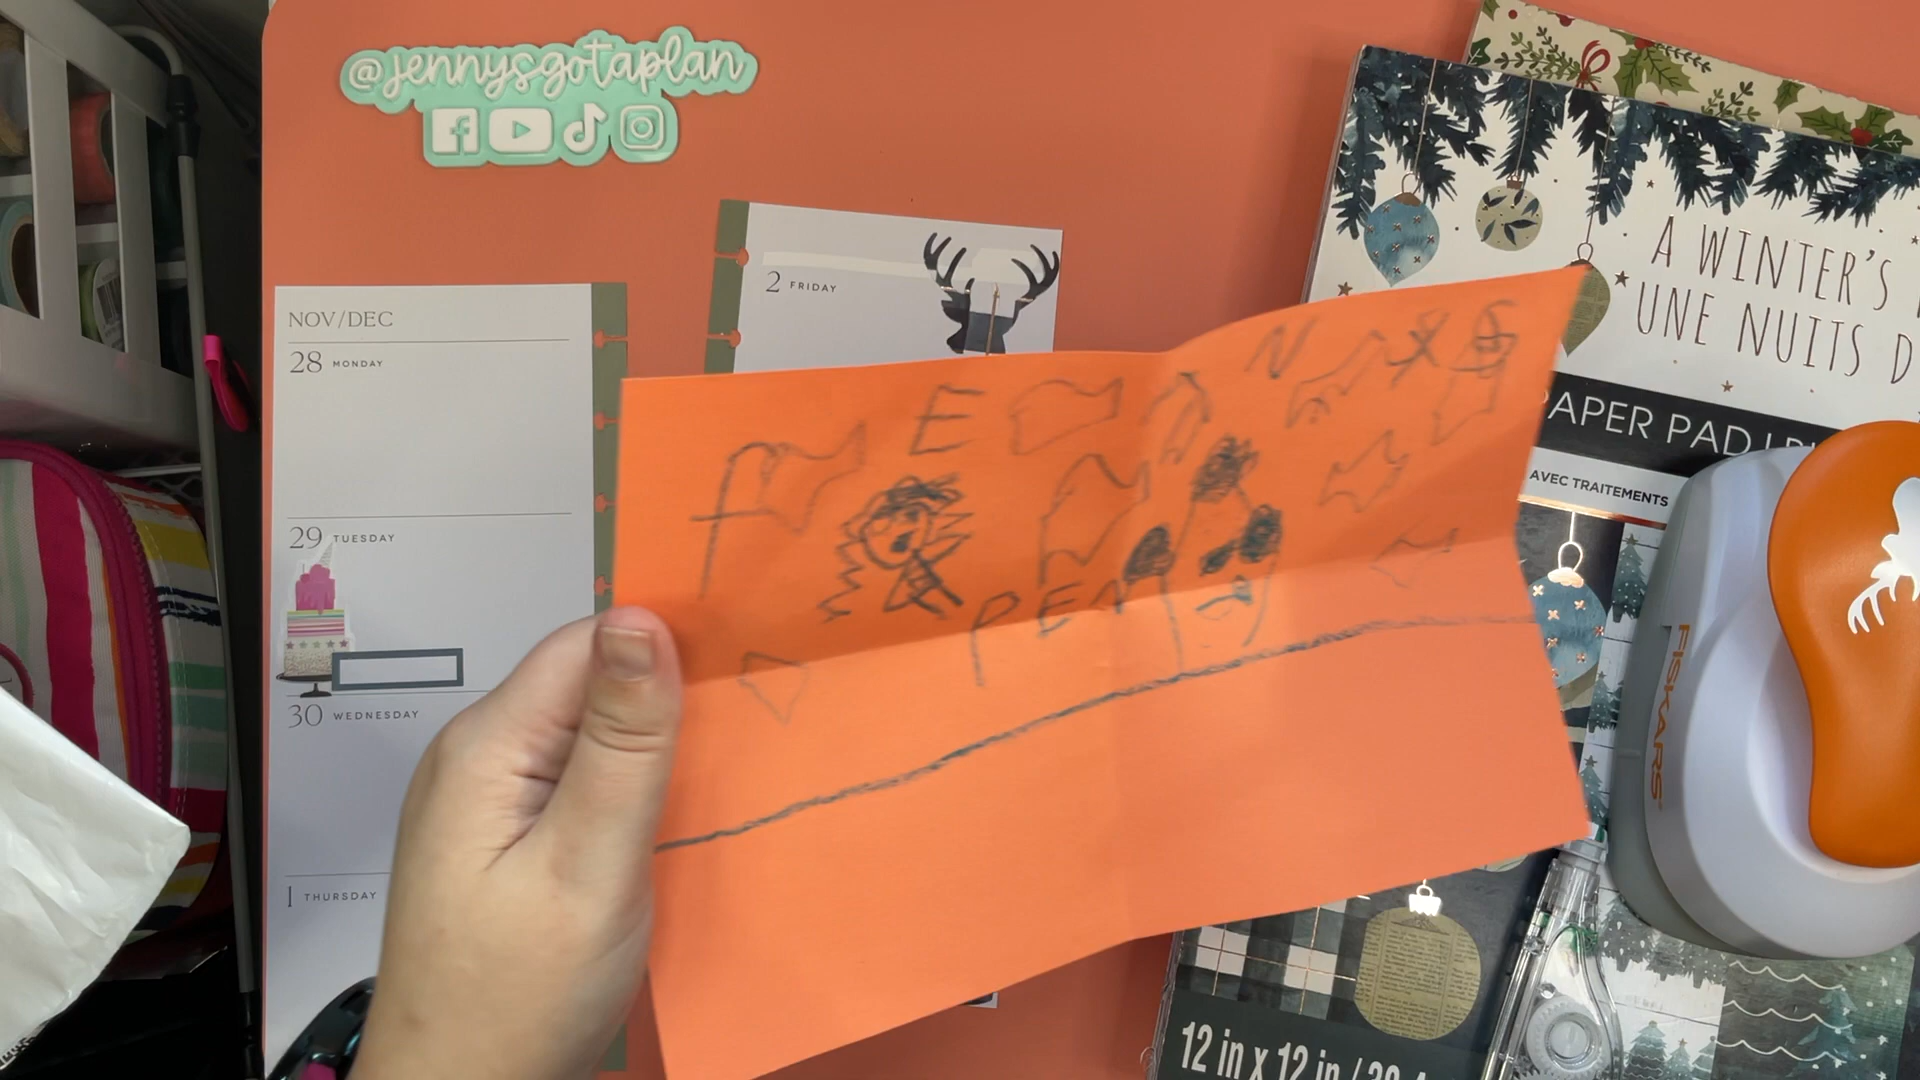 @jennysgotaplan
NOV/DEC
28 MONDAY
29 TUESDAY
30 WEDNESDAY
1 THURSDAY
2 FRIDAY
A WINTER'S
UNE NUITS D
PAPER PAD
AVEC TRAITEMENTS
FISKARS
12 in x 12 in /
PEN